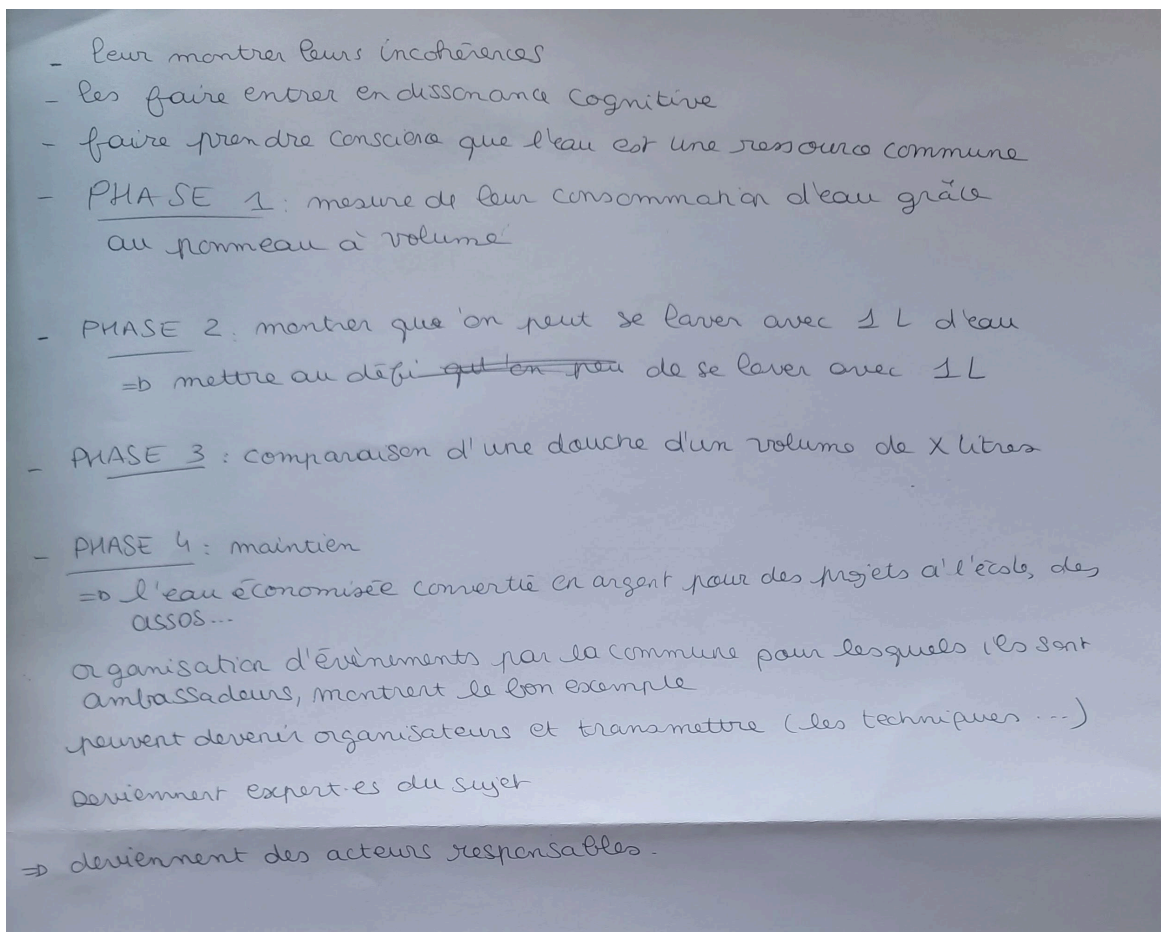 - leur montrer leurs incohérences
- les faire entrer en dissonance cognitive
- faire prendre conscience que l'eau est une ressource commune
- PHASE 1 : mesure de leur consommation d'eau grâce
au pommeau à volume
- PHASE 2 : montrer que on peut se laver avec 1 L d'eau
=> mettre au défi qu'on peu de se laver avec 1L
- PHASE 3 : comparaison d'une douche d'un volume de X litres
- PHASE 4 : maintien
=> l'eau économisée convertie en argent pour des projets à l'école, des
assos...
organisation d'évènements par la commune pour lesquels ils sont
ambassadeurs, montrent le bon exemple
peuvent devenir organisateurs et transmettre (les techniques ...)
Deviennent expert.es du sujet
=> deviennent des acteurs responsables.